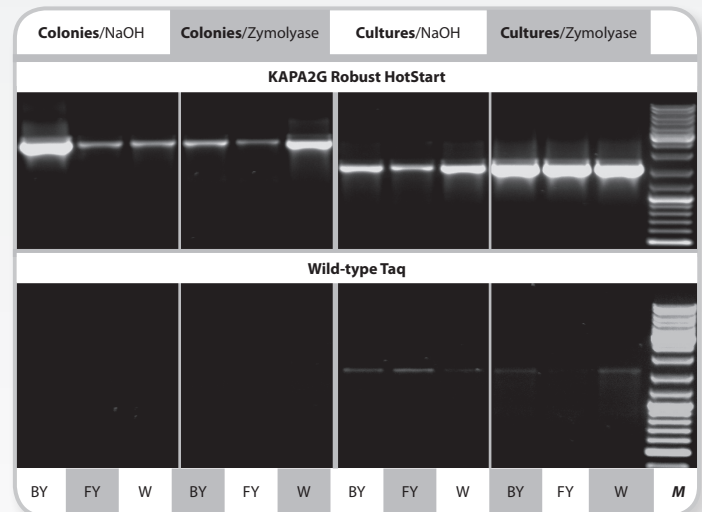 Colonies/NaOH Colonies/Zymolyase Cultures/NaOH Cultures/Zymolyase
KAPA2G Robust HotStart
Wild-type Taq
BY FY W BY FY W BY FY W BY FY W M